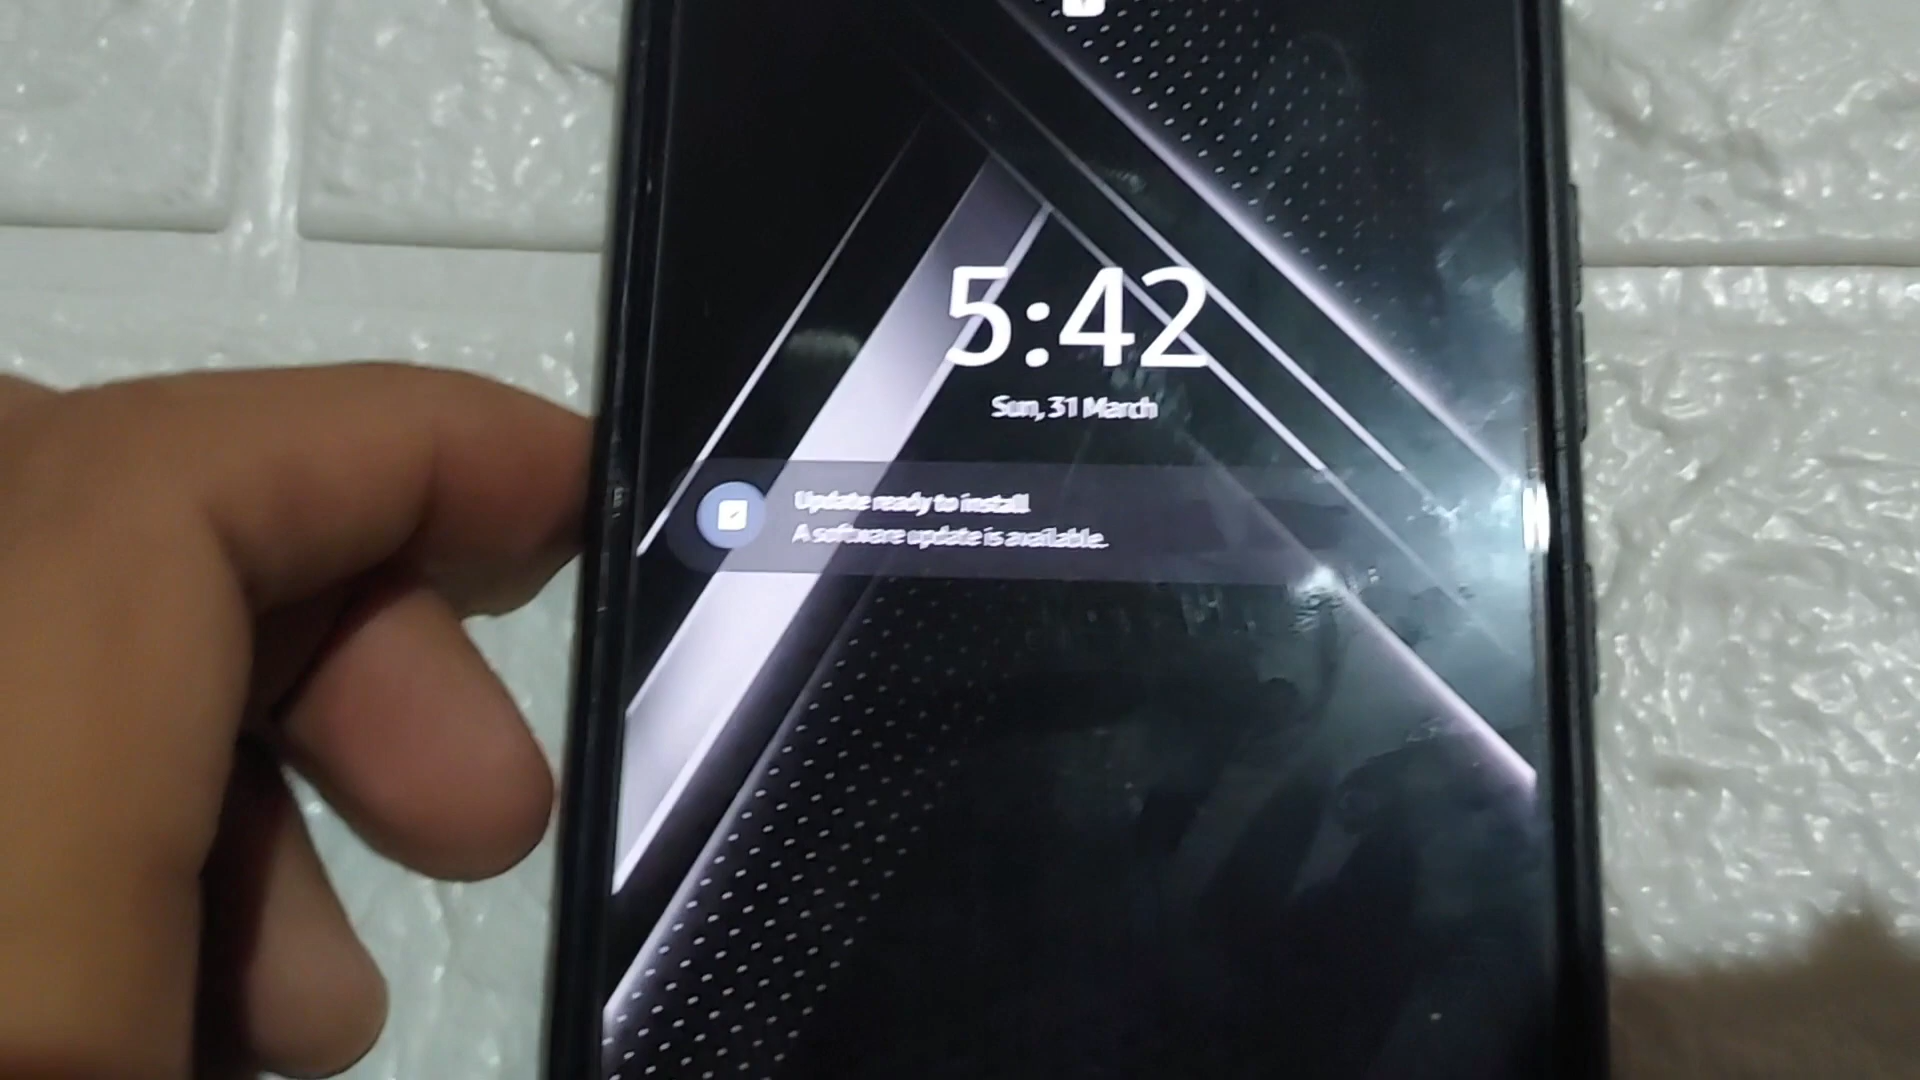 5:42
Sun, 31 March
Update ready to install
A software update is available.